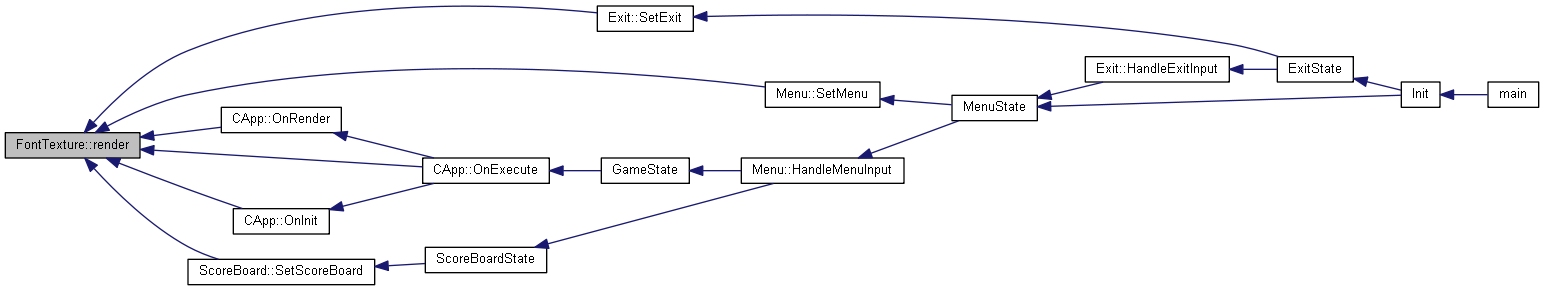 Exit::SetExit
Exit::HandleExitInput
ExitState
Menu::SetMenu
MenuState
Init
main
CApp::OnRender
FontTexture::render
CApp::OnExecute
GameState
Menu::HandleMenuInput
CApp::OnInit
ScoreBoard::SetScoreBoard
ScoreBoardState